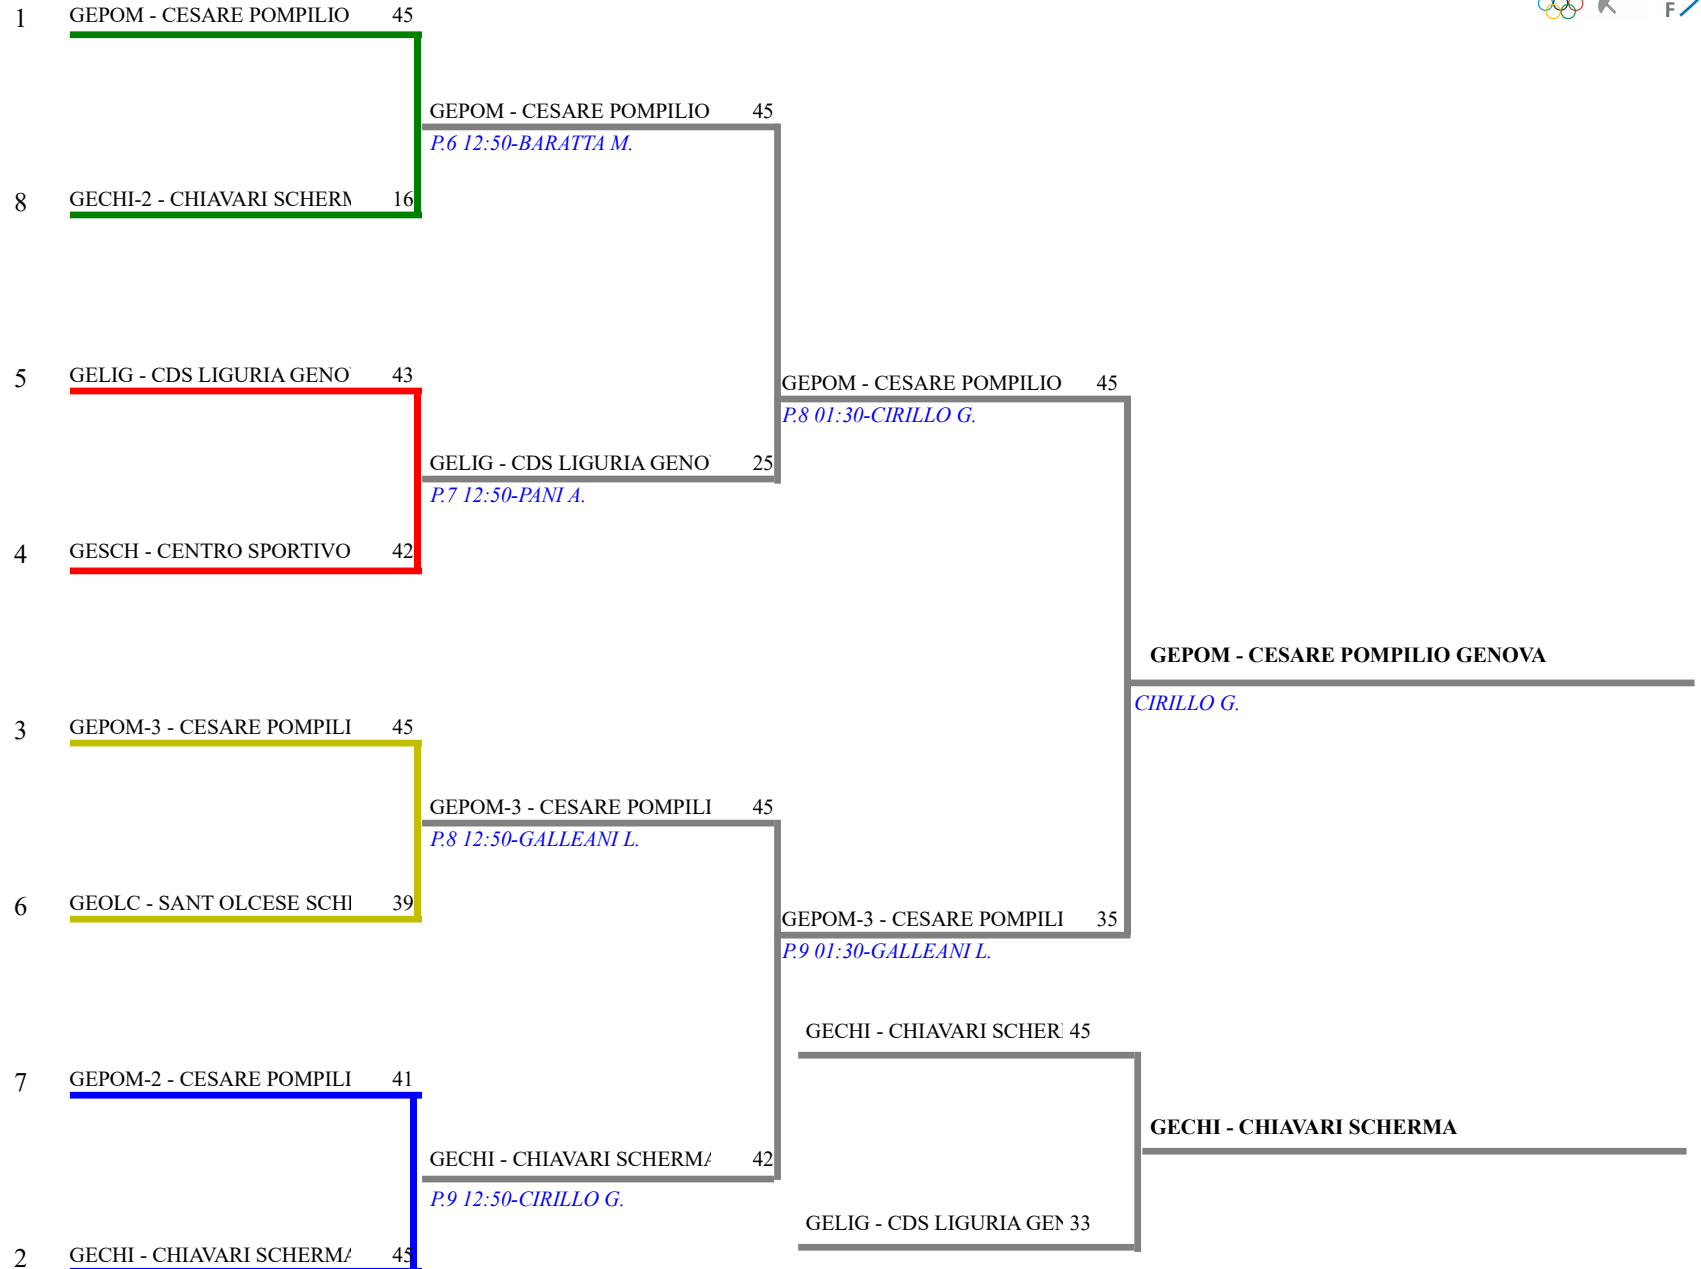 1 GEPOM - CESARE POMPILIO 45
GEPOM - CESARE POMPILIO 45
P.6 12:50-BARATTA M.
8 GECHI-2 - CHIAVARI SCHERM 16
5 GELIG - CDS LIGURIA GENO 43
GEPOM - CESARE POMPILIO 45
P.8 01:30-CIRILLO G.
GELIG - CDS LIGURIA GENO 25
P.7 12:50-PANI A.
4 GESCH - CENTRO SPORTIVO 42
GEPOM - CESARE POMPILIO GENOVA
CIRILLO G.
3 GEPOM-3 - CESARE POMPILI 45
GEPOM-3 - CESARE POMPILI 45
P.8 12:50-GALLEANI L.
6 GEOLC - SANT OLCESE SCH 39
GEPOM-3 - CESARE POMPILI 35
P.9 01:30-GALLEANI L.
GECHI - CHIAVARI SCHER 45
7 GEPOM-2 - CESARE POMPILI 41
GECHI - CHIAVARI SCHERMA
GECHI - CHIAVARI SCHERMA 42
P.9 12:50-CIRILLO G.
GELIG - CDS LIGURIA GEN 33
2 GECHI - CHIAVARI SCHERMA 45
F